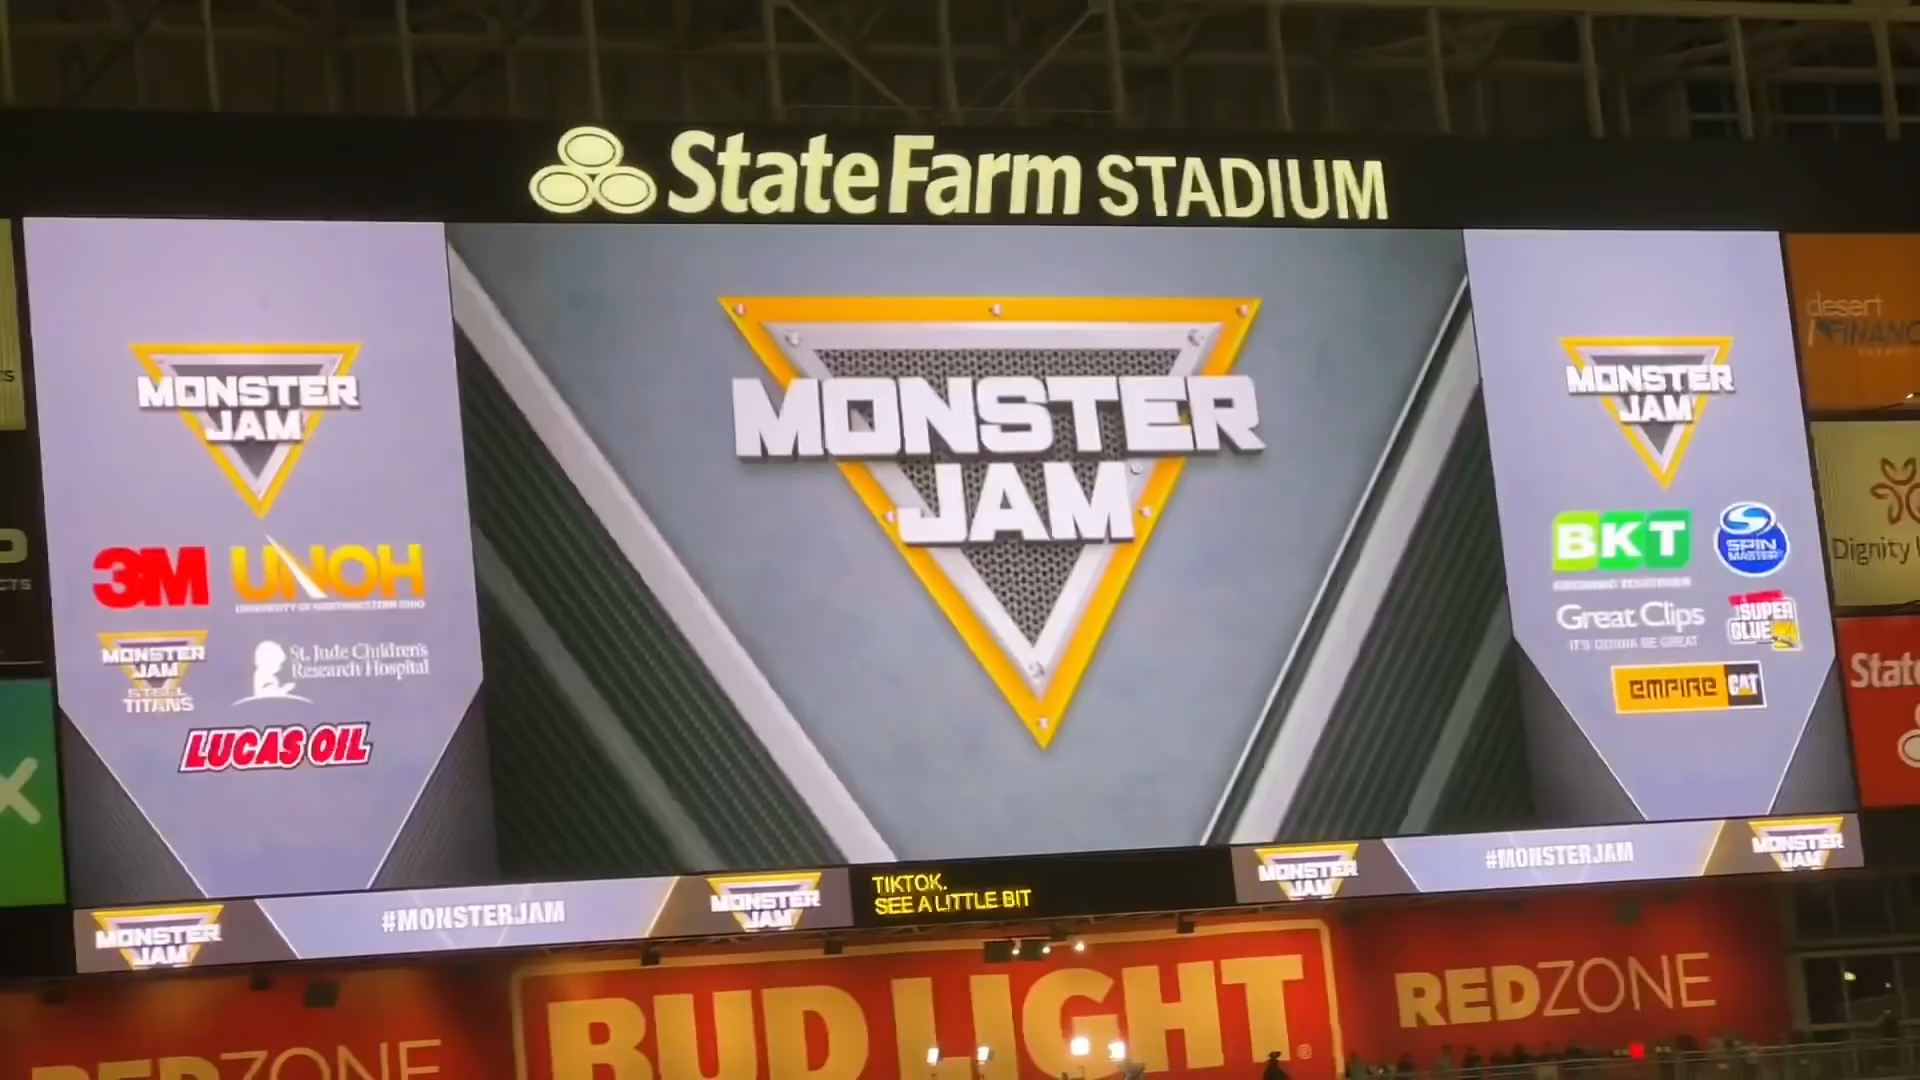 State Farm STADIUM
MONSTER
JAM
3M
UNOH
UNIVERSITY OF NORTHWESTERN OHIO
MONSTER
JAM
STEEL
TITANS
St. Jude Children's
Research Hospital
LUCAS OIL
MONSTER
JAM
MONSTER
JAM
BKT
GROWING TOGETHER
SPIN
MASTER
Great Clips
IT'S GONNA BE GREAT
SUPER
GLUE
EMPIRE CAT
desert
FINANC
Dignity
State
CTS
X
MONSTER
JAM
#MONSTERJAM
MONSTER
JAM
TIKTOK.
SEE A LITTLE BIT
MONSTER
JAM
#MONSTERJAM
MONSTER
JAM
REDZONE
BUD LIGHT
REDZONE